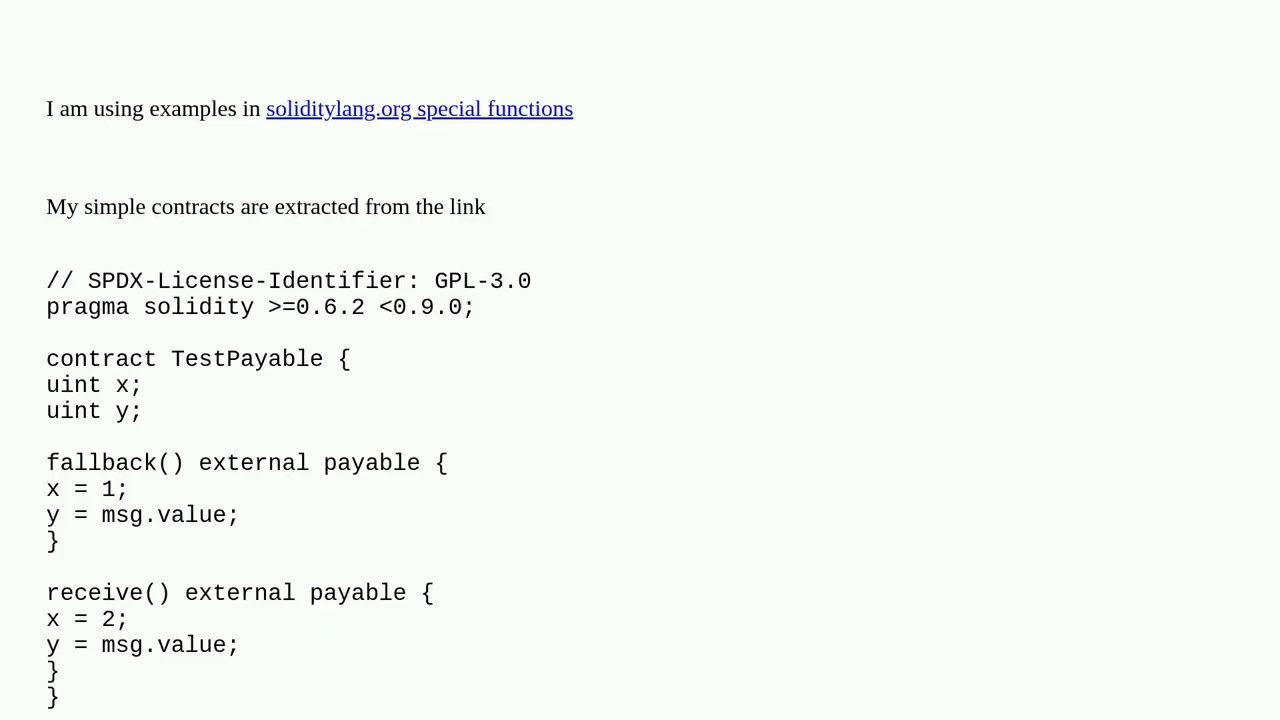 I am using examples in soliditylang.org special functions
My simple contracts are extracted from the link
// SPDX-License-Identifier: GPL-3.0
pragma solidity >=0.6.2 <0.9.0;
contract TestPayable {
uint x;
uint y;
fallback() external payable {
x = 1;
y = msg.value;
}
receive() external payable {
x = 2;
y = msg.value;
}
}